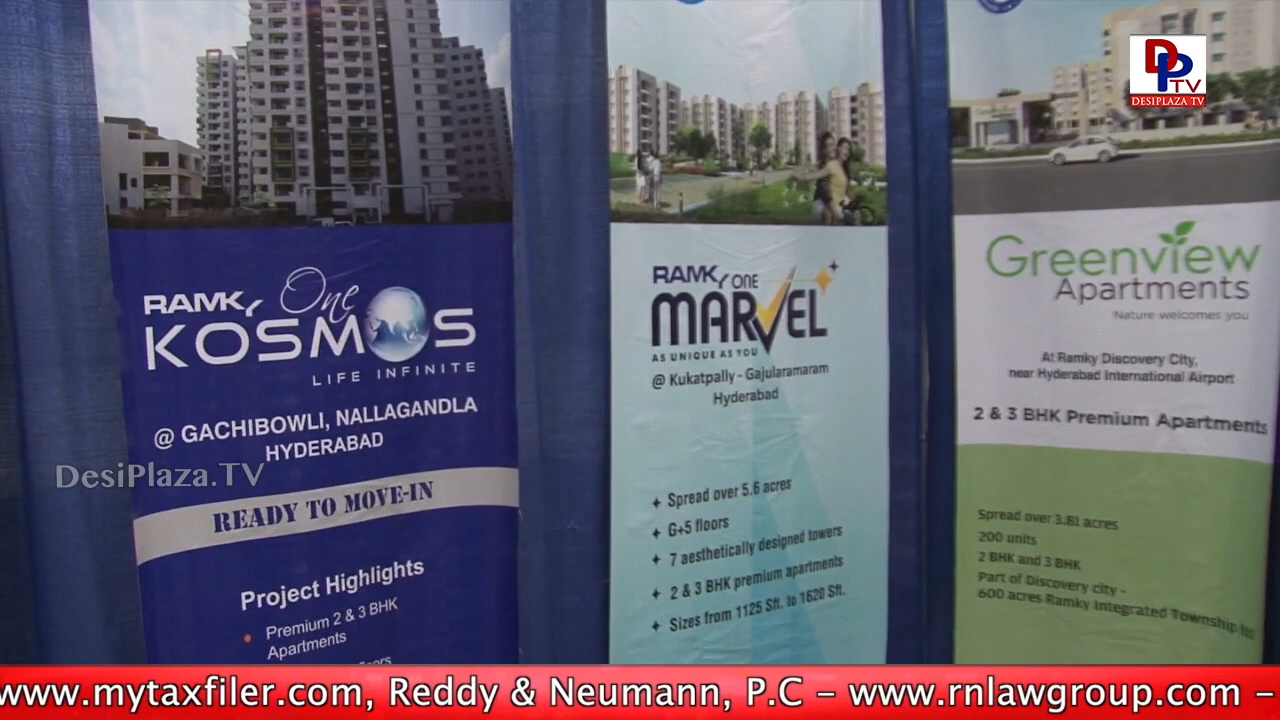 RAMKY One
KOSMOS
LIFE INFINITE
@ GACHIBOWLI, NALLAGANDLA
HYDERABAD
READY TO MOVE-IN
Project Highlights
Premium 2 & 3 BHK
Apartments
floors
RAMKY ONE
MARVEL
AS UNIQUE AS YOU
@ Kukatpally - Gajularamaram
Hyderabad
Spread over 5.6 acres
G+5 floors
7 aesthetically designed towers
2 & 3 BHK premium apartments
Sizes from 1125 Sft. to 1620 Sft.
Greenview
Apartments
Nature welcomes you
At Ramky Discovery City,
near Hyderabad International Airport
2 & 3 BHK Premium Apartments
Spread over 3.81 acres
200 units
2 BHK and 3 BHK
Part of Discovery city -
600 acres Ramky Integrated Township
DPTV
DESIPLAZA TV
DesiPlaza.TV
www.mytaxfiler.com, Reddy & Neumann, P.C – www.rnlawgroup.com –